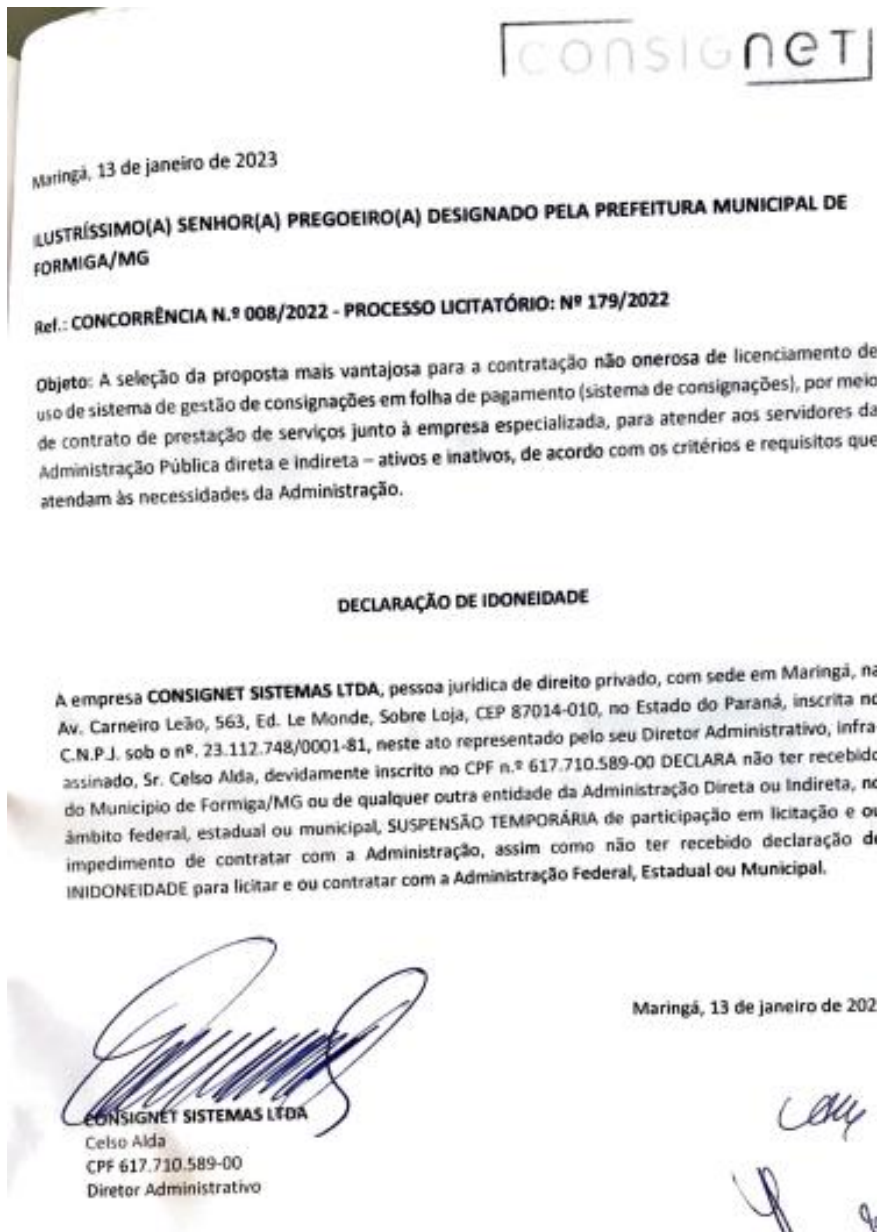 consignet
Maringá, 13 de janeiro de 2023
ILUSTRÍSSIMO(A) SENHOR(A) PREGOEIRO(A) DESIGNADO PELA PREFEITURA MUNICIPAL DE
FORMIGA/MG
Ref.: CONCORRÊNCIA N.º 008/2022 - PROCESSO LICITATÓRIO: Nº 179/2022
Objeto: A seleção da proposta mais vantajosa para a contratação não onerosa de licenciamento de
uso de sistema de gestão de consignações em folha de pagamento (sistema de consignações), por meio
de contrato de prestação de serviços junto à empresa especializada, para atender aos servidores da
Administração Pública direta e indireta – ativos e inativos, de acordo com os critérios e requisitos que
atendam às necessidades da Administração.
DECLARAÇÃO DE IDONEIDADE
A empresa CONSIGNET SISTEMAS LTDA, pessoa jurídica de direito privado, com sede em Maringá, na
Av. Carneiro Leão, 563, Ed. Le Monde, Sobre Loja, CEP 87014-010, no Estado do Paraná, inscrita no
C.N.P.J. sob o nº. 23.112.748/0001-81, neste ato representado pelo seu Diretor Administrativo, infra-
assinado, Sr. Celso Alda, devidamente inscrito no CPF n.º 617.710.589-00 DECLARA não ter recebido
do Municipio de Formiga/MG ou de qualquer outra entidade da Administração Direta ou Indireta, no
âmbito federal, estadual ou municipal, SUSPENSÃO TEMPORÁRIA de participação em licitação e ou
impedimento de contratar com a Administração, assim como não ter recebido declaração de
INIDONEIDADE para licitar e ou contratar com a Administração Federal, Estadual ou Municipal.
Maringá, 13 de janeiro de 202
CONSIGNET SISTEMAS LTDA
Celso Alda
CPF 617.710.589-00
Diretor Administrativo